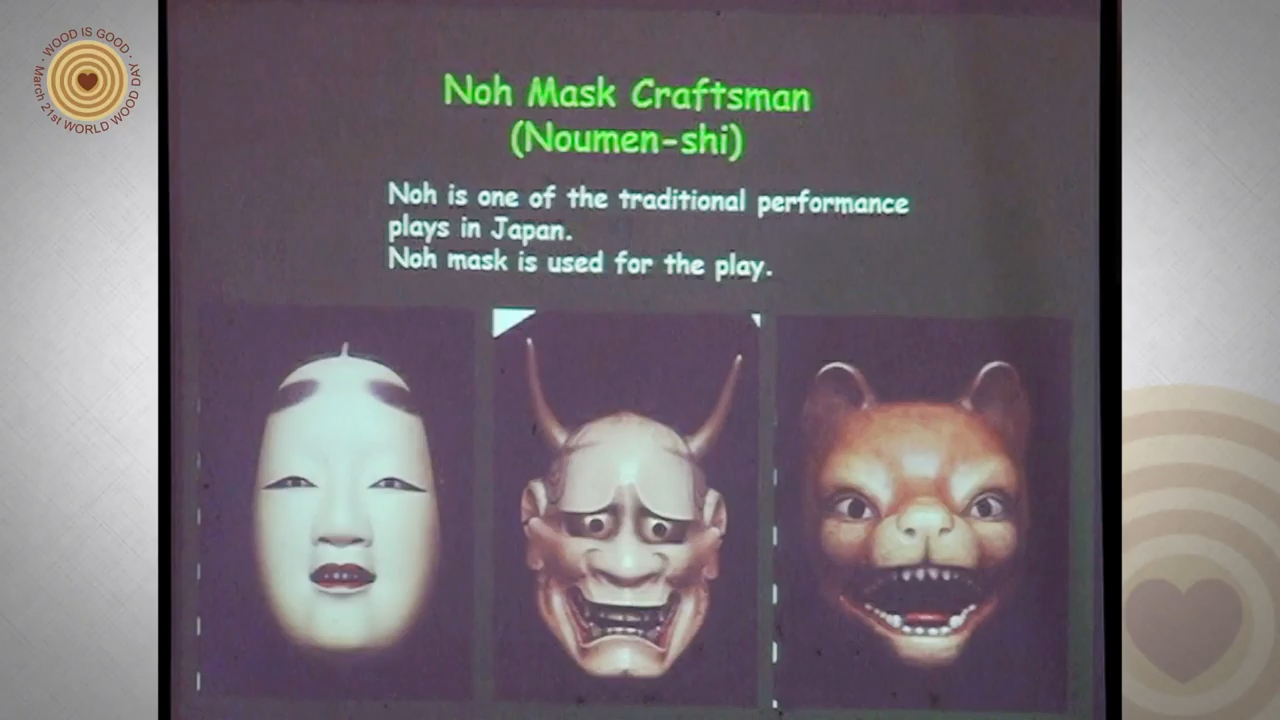 WOOD IS GOOD · March 21st WORLD WOOD DAY ·
Noh Mask Craftsman
(Noumen-shi)
Noh is one of the traditional performance
plays in Japan.
Noh mask is used for the play.